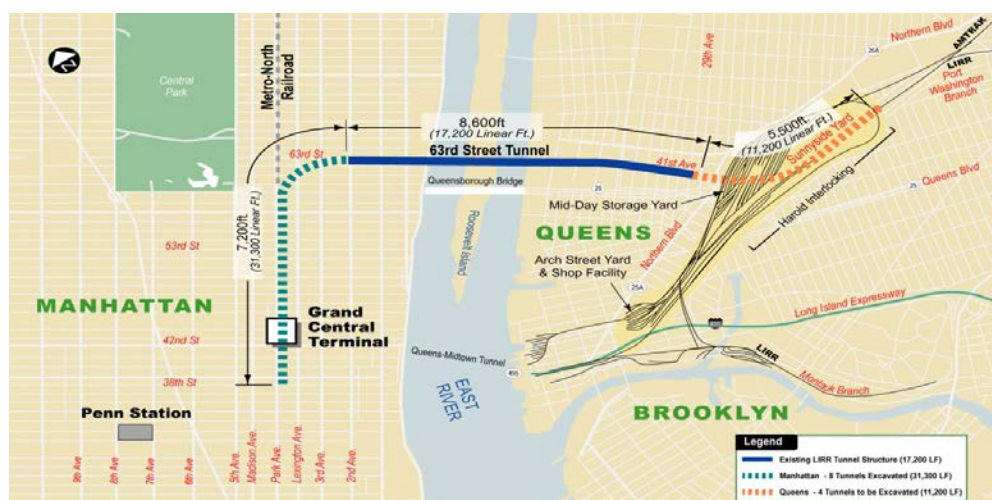 Central
Park
Metro-North
Railroad
63rd St
8,600ft
(17,200 Linear Ft.)
63rd Street Tunnel
Queensborough Bridge
25
Roosevelt
Island
29th Ave
Northern Blvd
25A
AMTRAK
LIRR
Port
Washington
Branch
5,500ft
(11,200 Linear Ft.)
Sunnyside Yard
41st Ave
Queens Blvd
25
Harold Interlocking
Mid-Day Storage Yard
QUEENS
Northern Blvd
Arch Street Yard
& Shop Facility
25A
7,200ft.
(31,300 Linear Ft.)
53rd St
MANHATTAN
Grand
Central
Terminal
42nd St
38th St
Penn Station
9th Ave
8th Ave
7th Ave
6th Ave
5th Ave.
Madison Ave.
Park Ave.
Lexington Ave.
3rd Ave.
2nd Ave.
EAST
RIVER
Queens-Midtown Tunnel
495
Long Island Expressway
LIRR
Montauk Branch
BROOKLYN
Legend
Existing LIRR Tunnel Structure (17,200 LF)
Manhattan - 8 Tunnels Excavated (31,300 LF)
Queens - 4 Tunnels to be Excavated (11,200 LF)